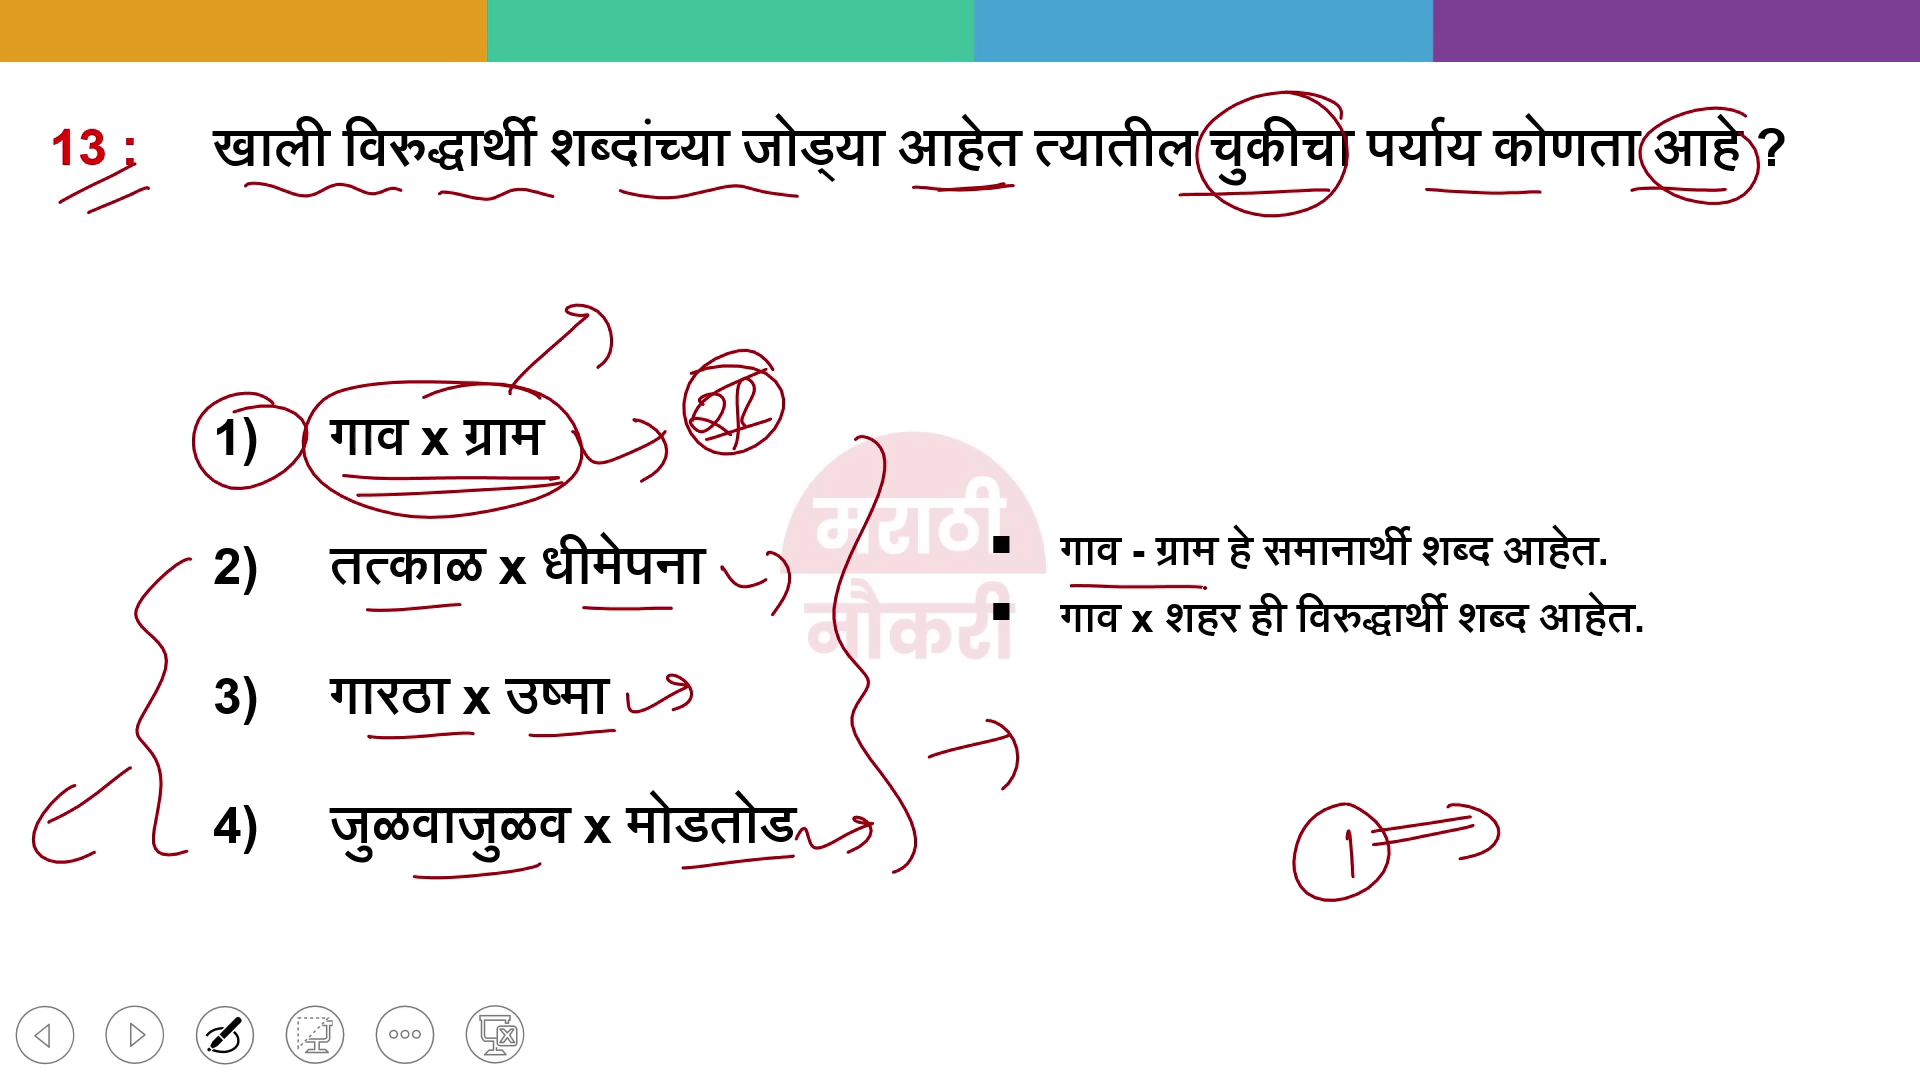 13 : खाली विरुद्धार्थी शब्दांच्या जोड्या आहेत त्यातील चुकीचा पर्याय कोणता आहे ?
1) गाव x ग्राम
2) तत्काळ x धीमेपना
3) गारठा x उष्मा
4) जुळवाजुळव x मोडतोड
मराठी
नौकरी
▪ गाव - ग्राम हे समानार्थी शब्द आहेत.
▪ गाव x शहर ही विरुद्धार्थी शब्द आहेत.
1